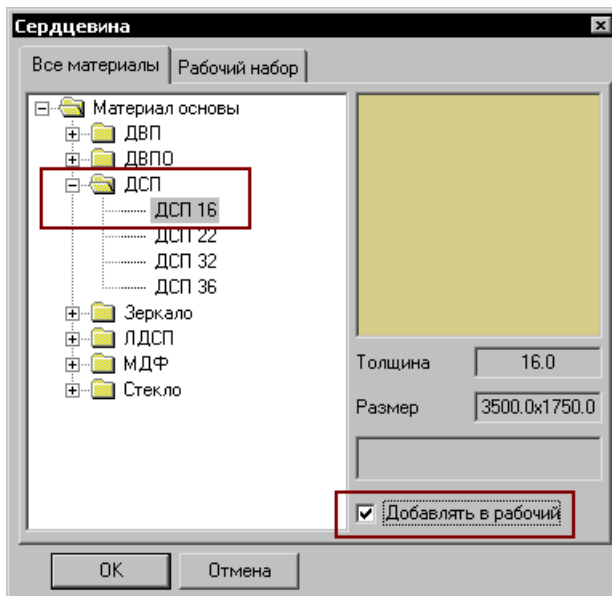 Сердцевина
Все материалы Рабочий набор
Материал основы
ДВП
ДВПО
ДСП
ДСП 16
ДСП 22
ДСП 32
ДСП 36
Зеркало
ЛДСП
МДФ
Стекло
Толщина 16.0
Размер 3500.0x1750.0
Добавлять в рабочий
OK Отмена